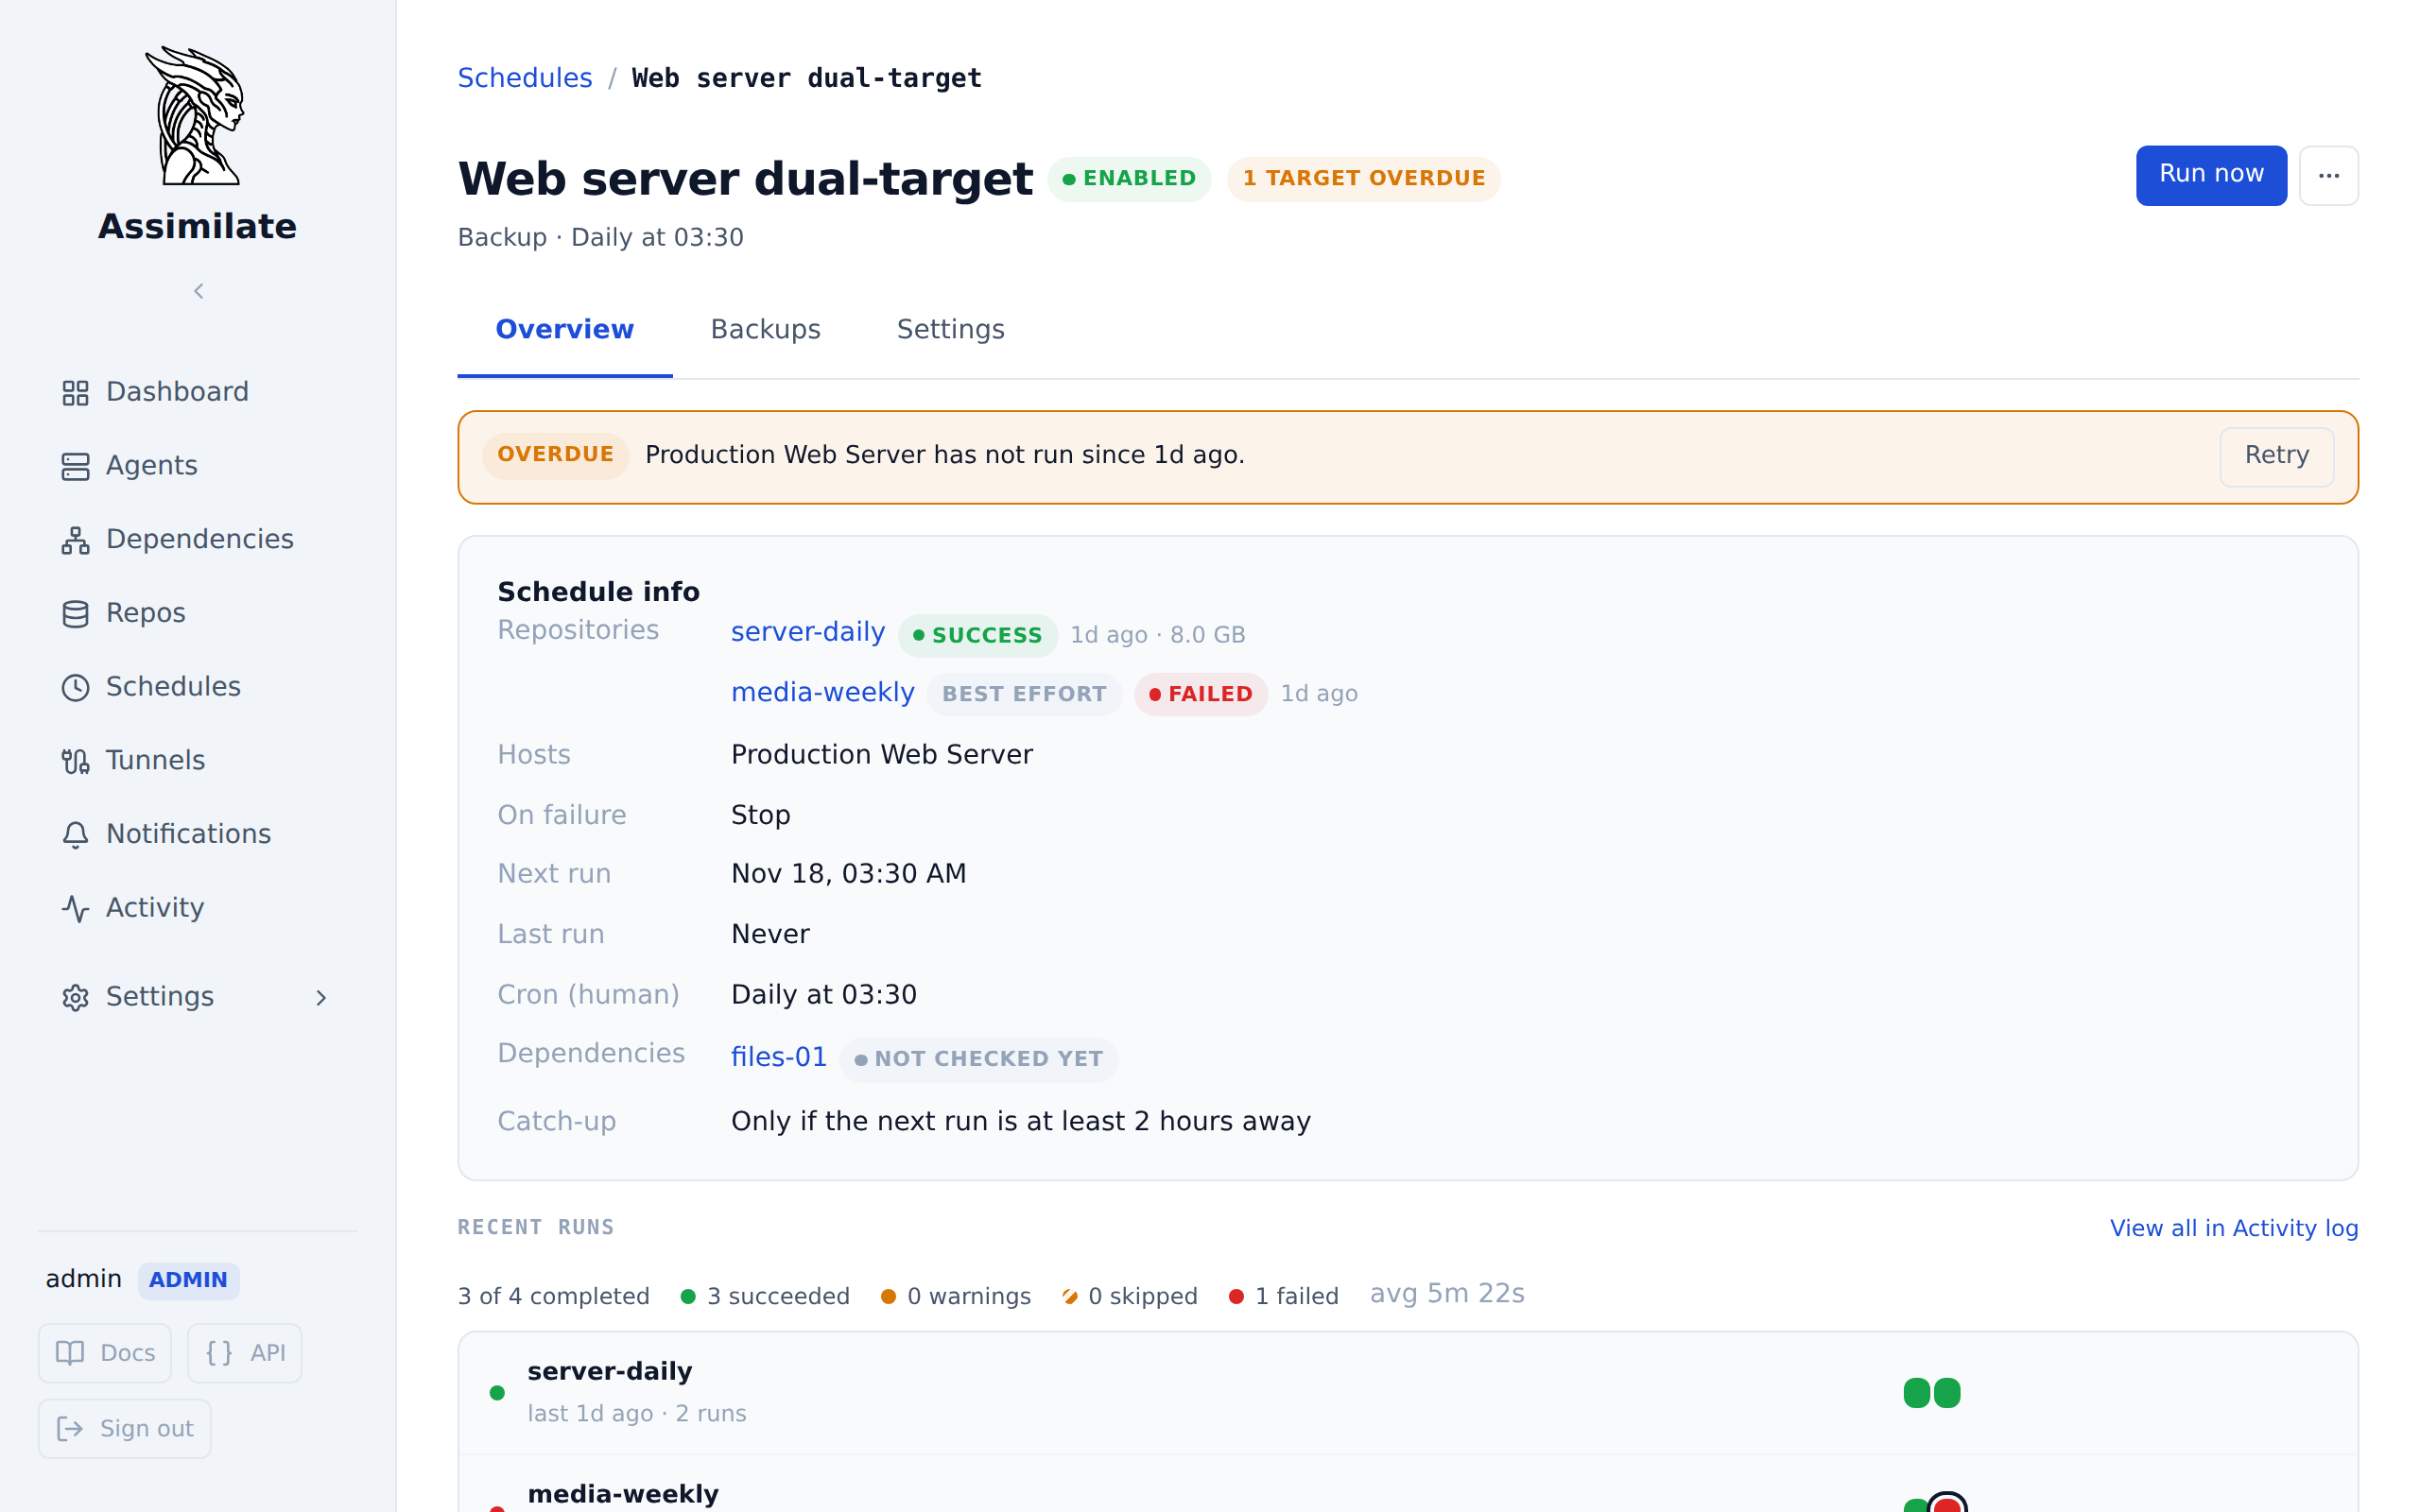 Assimilate
Dashboard
Agents
Dependencies
Repos
Schedules
Tunnels
Notifications
Activity
Settings
admin ADMIN
Docs
{} API
Sign out
Schedules / Web server dual-target
Web server dual-target ENABLED 1 TARGET OVERDUE
Run now ...
Backup · Daily at 03:30
Overview Backups Settings
OVERDUE Production Web Server has not run since 1d ago. Retry
Schedule info
Repositories server-daily SUCCESS 1d ago · 8.0 GB
media-weekly BEST EFFORT FAILED 1d ago
Hosts Production Web Server
On failure Stop
Next run Nov 18, 03:30 AM
Last run Never
Cron (human) Daily at 03:30
Dependencies files-01 NOT CHECKED YET
Catch-up Only if the next run is at least 2 hours away
RECENT RUNS View all in Activity log
3 of 4 completed 3 succeeded 0 warnings 0 skipped 1 failed avg 5m 22s
server-daily
last 1d ago · 2 runs
media-weekly